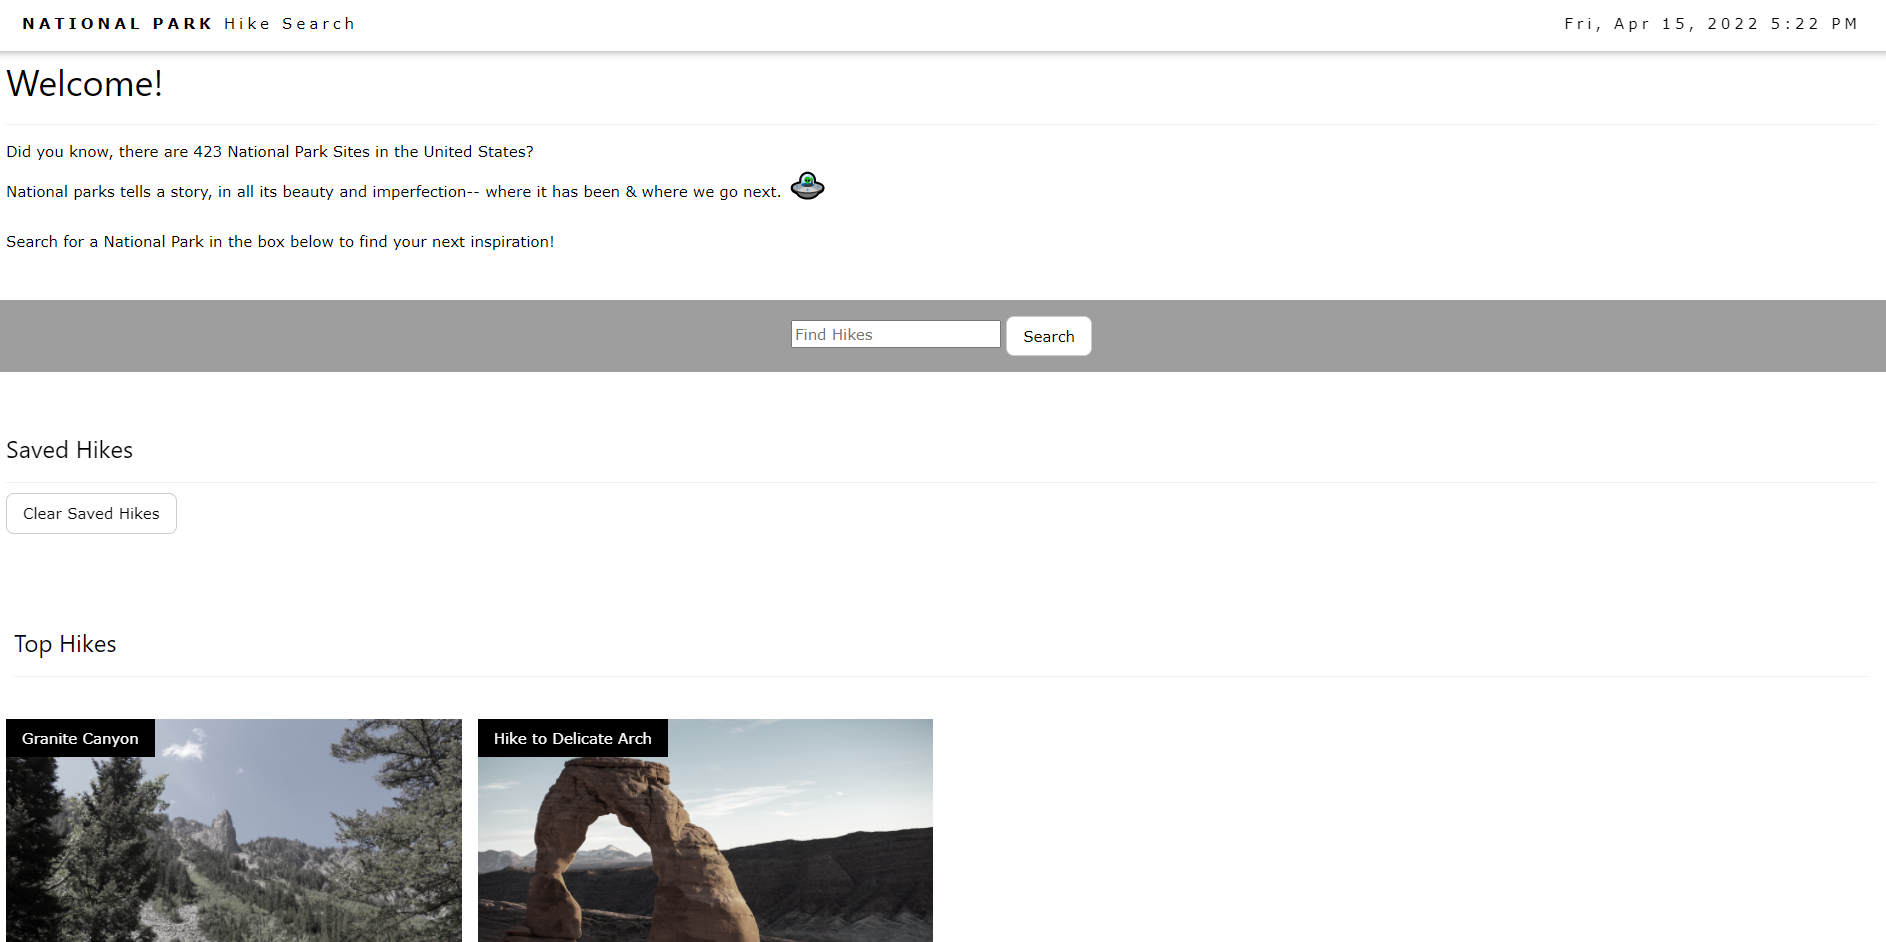 NATIONAL PARK Hike Search
Fri, Apr 15, 2022 5:22 PM
Welcome!
Did you know, there are 423 National Park Sites in the United States?
National parks tells a story, in all its beauty and imperfection-- where it has been & where we go next.
Search for a National Park in the box below to find your next inspiration!
Find Hikes
Search
Saved Hikes
Clear Saved Hikes
Top Hikes
Granite Canyon
Hike to Delicate Arch